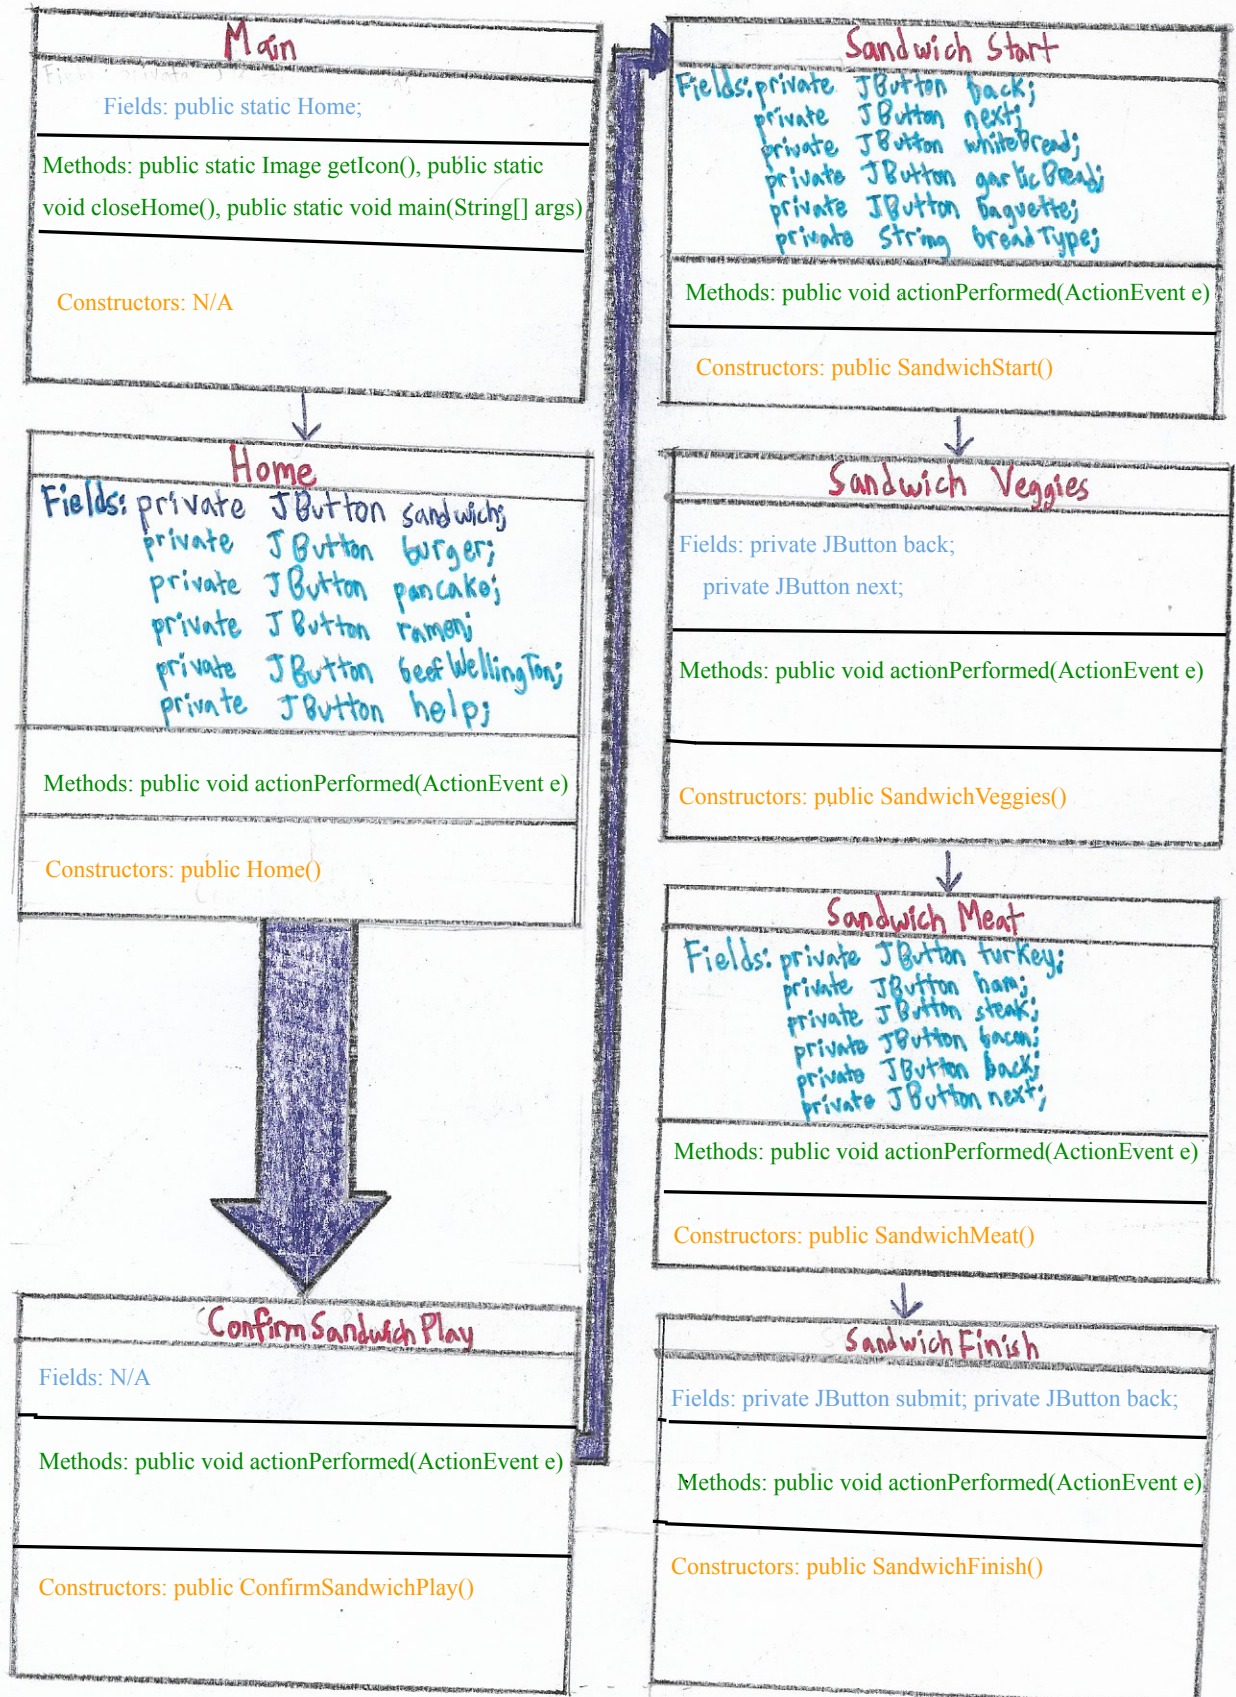 Main
Fields: public static Home;
Methods: public static Image getIcon(), public static
void closeHome(), public static void main(String[] args)
Constructors: N/A
Home
Fields: private JButton sandwich;
private JButton burger;
private JButton pancake;
private JButton ramen;
private JButton beefWellingTon;
private JButton help;
Methods: public void actionPerformed(ActionEvent e)
Constructors: public Home()
ConfirmSandwichPlay
Fields: N/A
Methods: public void actionPerformed(ActionEvent e)
Constructors: public ConfirmSandwichPlay()
Sandwich Start
Fields: private JButton back;
private JButton next;
private JButton whiteBread;
private JButton garlicBread;
private JButton baguette;
private String breadType;
Methods: public void actionPerformed(ActionEvent e)
Constructors: public SandwichStart()
Sandwich Veggies
Fields: private JButton back;
private JButton next;
Methods: public void actionPerformed(ActionEvent e)
Constructors: public SandwichVeggies()
Sandwich Meat
Fields: private JButton turkey;
private JButton ham;
private JButton steak;
private JButton bacon;
private JButton back;
private JButton next;
Methods: public void actionPerformed(ActionEvent e)
Constructors: public SandwichMeat()
Sandwich Finish
Fields: private JButton submit; private JButton back;
Methods: public void actionPerformed(ActionEvent e)
Constructors: public SandwichFinish()